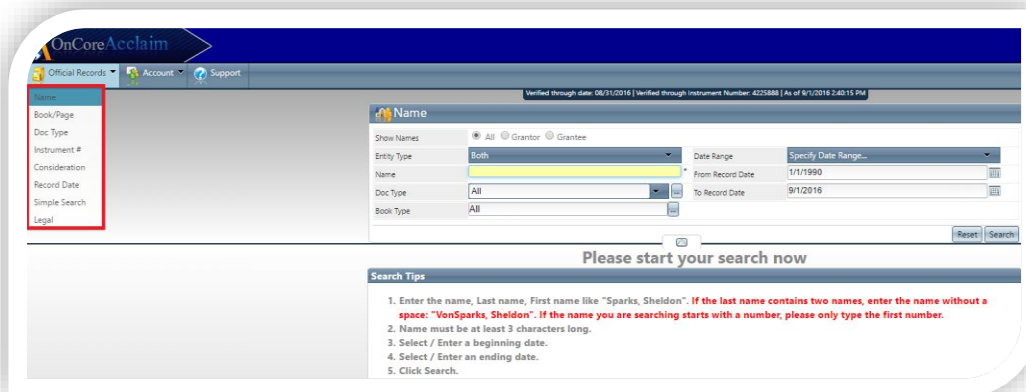 OnCoreAcclaim
Official Records Account Support
Verified through date: 08/31/2016 | Verified through Instrument Number: 4225888 | As of 9/1/2016 2:40:15 PM
Name
Book/Page
Doc Type
Instrument #
Consideration
Record Date
Simple Search
Legal
Name
Show Names All Grantor Grantee
Entity Type Both Date Range Specify Date Range...
Name * From Record Date 1/1/1990
Doc Type All ... To Record Date 9/1/2016
Book Type All ...
Reset Search
Please start your search now
Search Tips
1. Enter the name, Last name, First name like "Sparks, Sheldon". If the last name contains two names, enter the name without a
space: "VonSparks, Sheldon". If the name you are searching starts with a number, please only type the first number.
2. Name must be at least 3 characters long.
3. Select / Enter a beginning date.
4. Select / Enter an ending date.
5. Click Search.